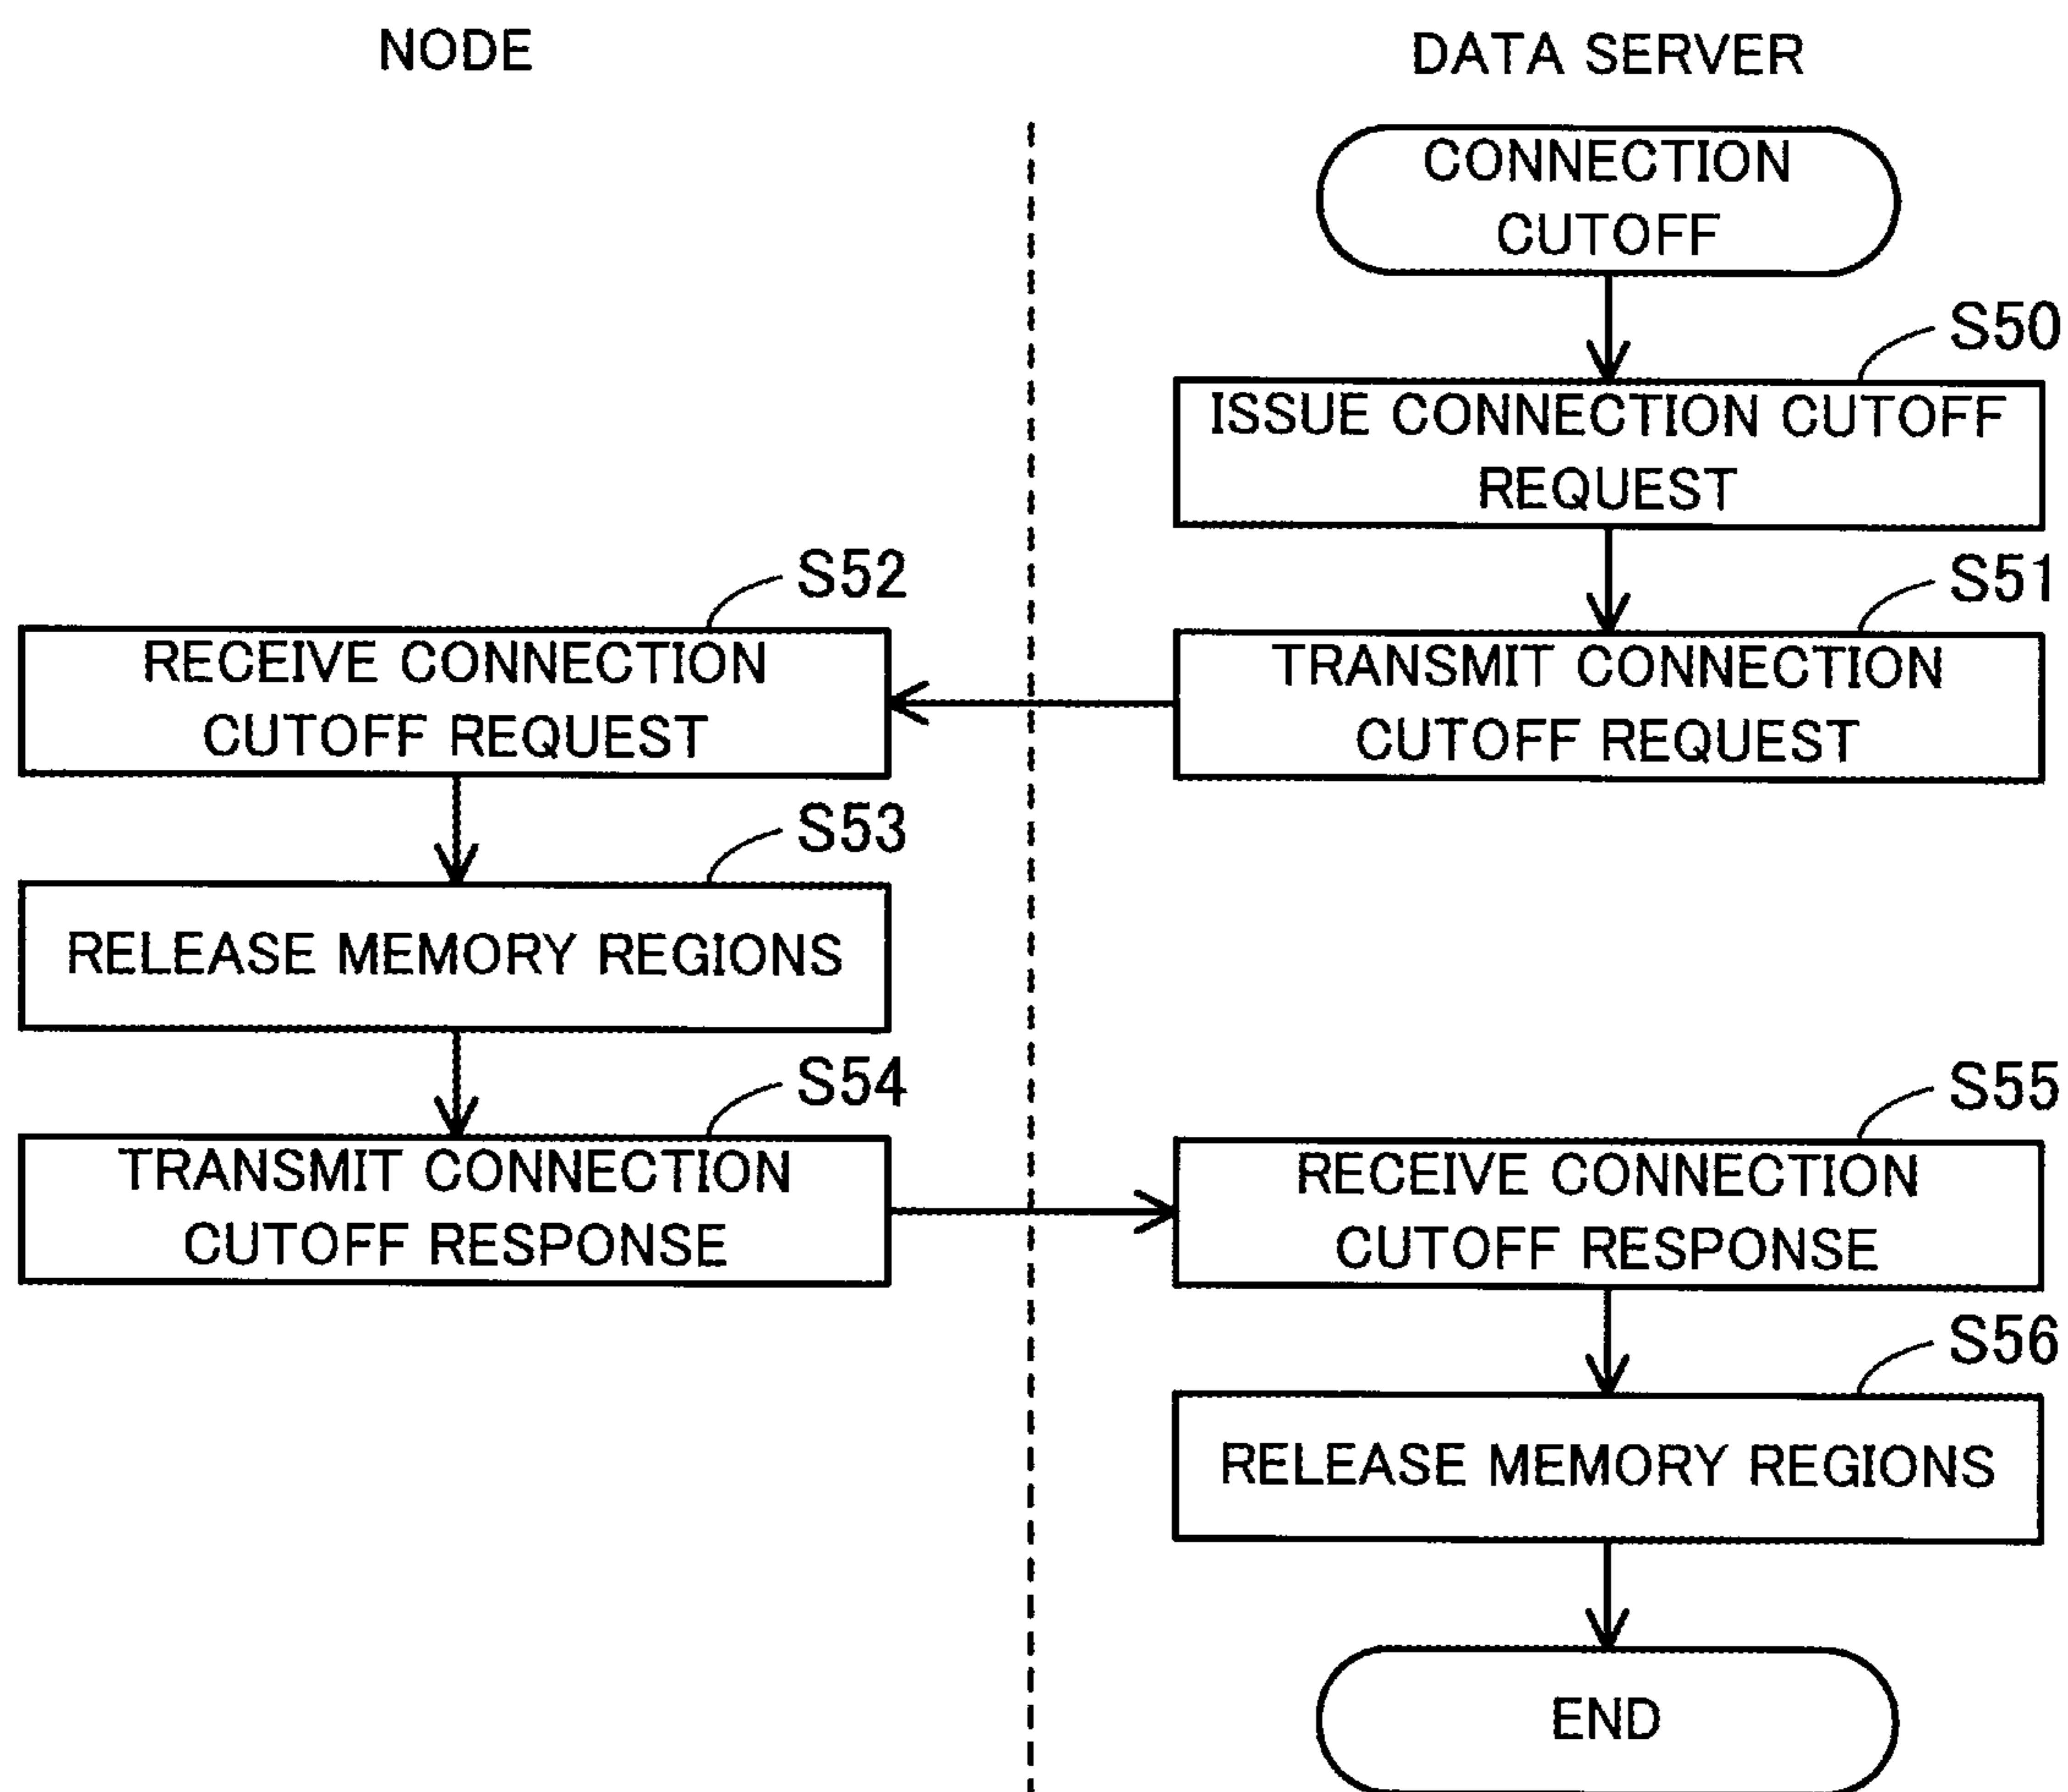 NODE
DATA SERVER
CONNECTION
CUTOFF
S50
ISSUE CONNECTION CUTOFF
REQUEST
S51
TRANSMIT CONNECTION
CUTOFF REQUEST
S52
RECEIVE CONNECTION
CUTOFF REQUEST
S53
RELEASE MEMORY REGIONS
S54
TRANSMIT CONNECTION
CUTOFF RESPONSE
S55
RECEIVE CONNECTION
CUTOFF RESPONSE
S56
RELEASE MEMORY REGIONS
END